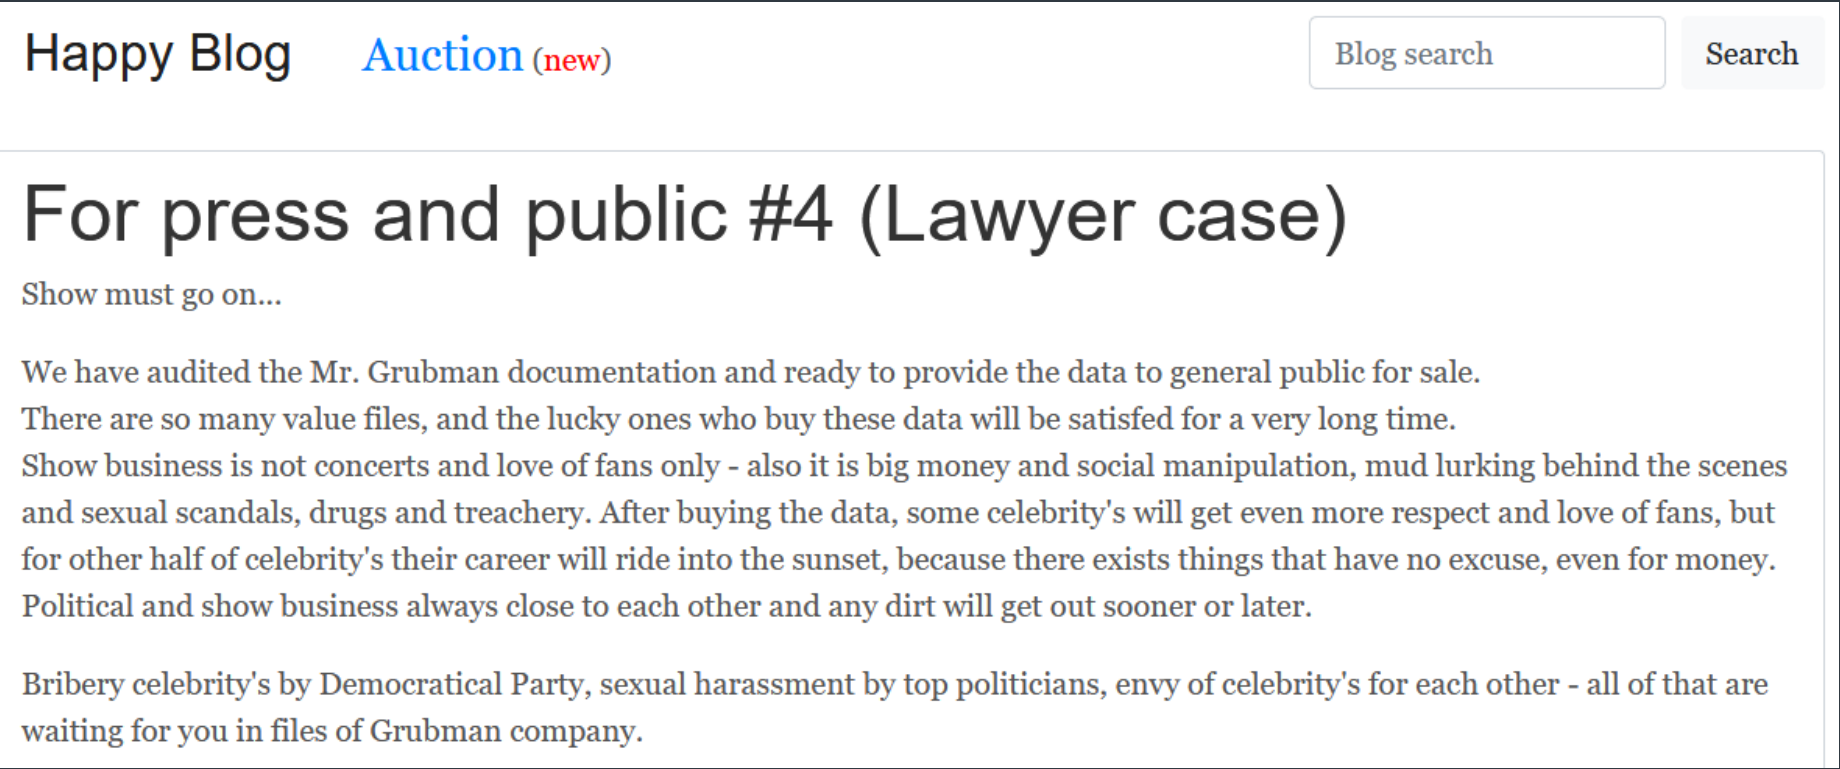 Happy Blog Auction (new) Blog search Search
For press and public #4 (Lawyer case)
Show must go on...
We have audited the Mr. Grubman documentation and ready to provide the data to general public for sale.
There are so many value files, and the lucky ones who buy these data will be satisfed for a very long time.
Show business is not concerts and love of fans only - also it is big money and social manipulation, mud lurking behind the scenes
and sexual scandals, drugs and treachery. After buying the data, some celebrity's will get even more respect and love of fans, but
for other half of celebrity's their career will ride into the sunset, because there exists things that have no excuse, even for money.
Political and show business always close to each other and any dirt will get out sooner or later.
Bribery celebrity's by Democratical Party, sexual harassment by top politicians, envy of celebrity's for each other - all of that are
waiting for you in files of Grubman company.